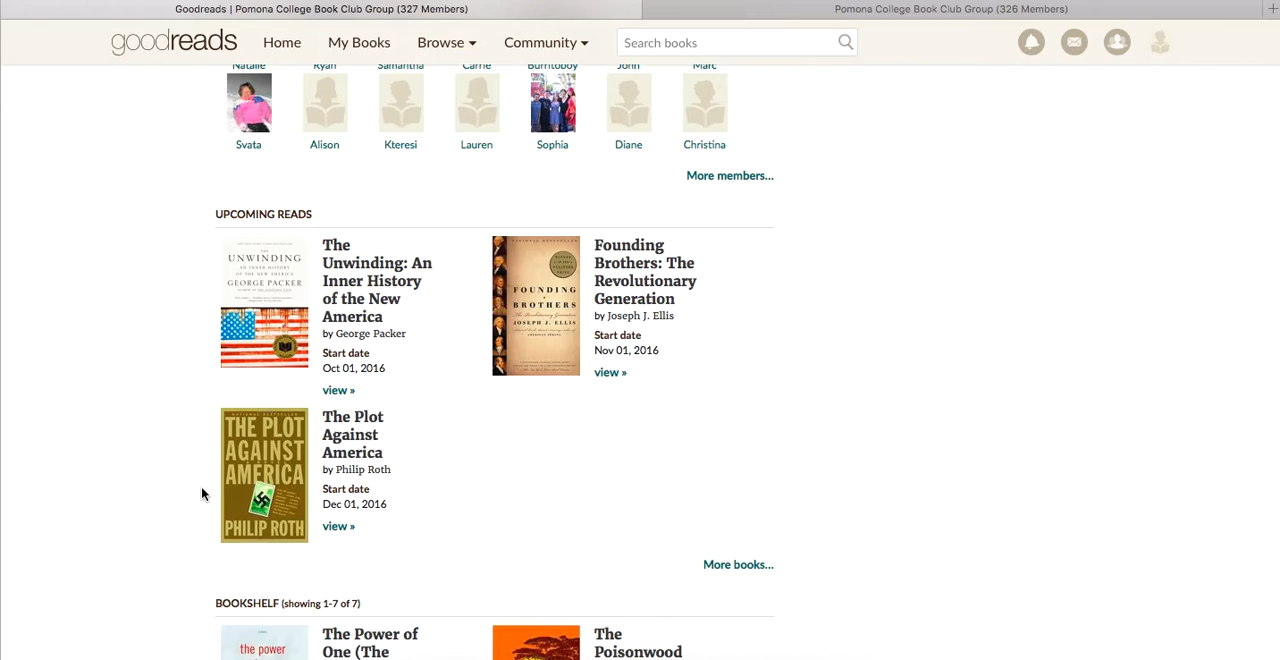 Goodreads | Pomona College Book Club Group (327 Members)
Pomona College Book Club Group (326 Members)
goodreads
Home
My Books
Browse
Community
Search books
Natalie
Ryan
Samantha
Carrie
Burritoboy
John
Marc
Svata
Alison
Kteresi
Lauren
Sophia
Diane
Christina
More members...
UPCOMING READS
THE
UNWINDING
AN INNER HISTORY
OF THE NEW
AMERICA
GEORGE PACKER
The
Unwinding: An
Inner History
of the New
America
by George Packer
Start date
Oct 01, 2016
view »
FOUNDING
BROTHERS
The Revolutionary Generation
JOSEPH J. ELLIS
Founding
Brothers: The
Revolutionary
Generation
by Joseph J. Ellis
Start date
Nov 01, 2016
view »
NATIONAL BESTSELLER
THE PLOT
AGAINST
AMERICA
PHILIP ROTH
The Plot
Against
America
by Philip Roth
Start date
Dec 01, 2016
view »
More books...
BOOKSHELF (showing 1-7 of 7)
the power
The Power of
One (The
The
Poisonwood